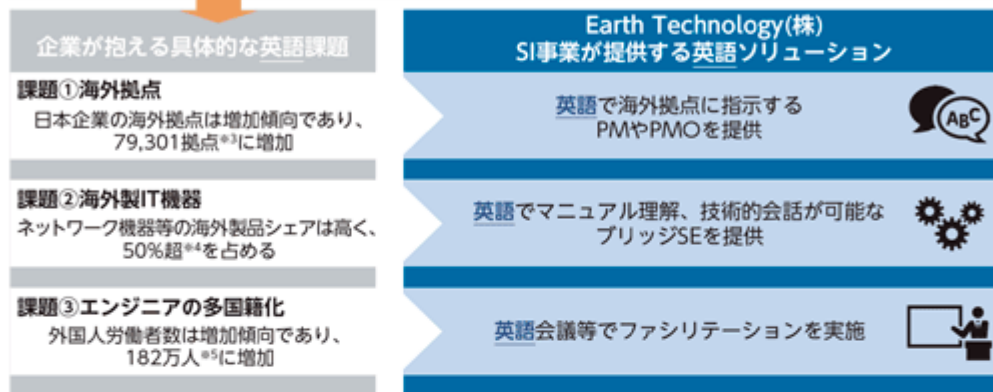 企業が抱える具体的な英語課題
Earth Technology(株)
SI事業が提供する英語ソリューション
課題①海外拠点
日本企業の海外拠点は増加傾向であり、
79,301拠点※3に増加
英語で海外拠点に指示する
PMやPMOを提供
ABC
課題②海外製IT機器
ネットワーク機器等の海外製品シェアは高く、
50%超※4を占める
英語でマニュアル理解、技術的会話が可能な
ブリッジSEを提供
課題③エンジニアの多国籍化
外国人労働者数は増加傾向であり、
182万人※5に増加
英語会議等でファシリテーションを実施